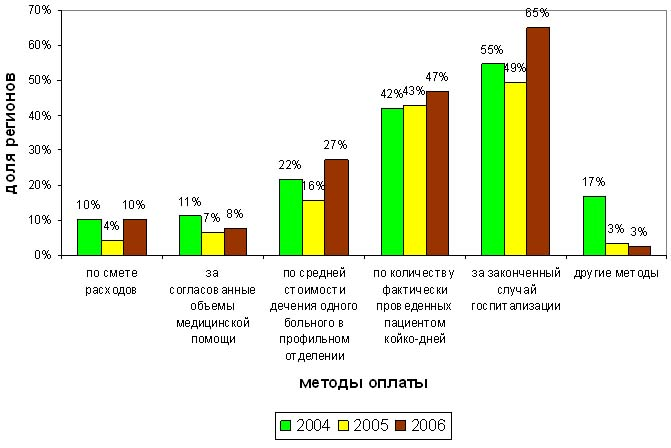 70%
60%
50%
40%
30%
20%
10%
0%
доля регионов
10%
4%
10%
11%
7%
8%
22%
16%
27%
42%
43%
47%
55%
49%
65%
17%
3%
3%
по смете
расходов
за
согласованные
объемы
медицинской
помощи
по средней
стоимости
дечения одного
больного в
профильном
отделении
по количеству
фактически
проведенных
пациентом
койко-дней
за законченный
случай
госпитализации
другие методы
методы оплаты
2004 2005 2006